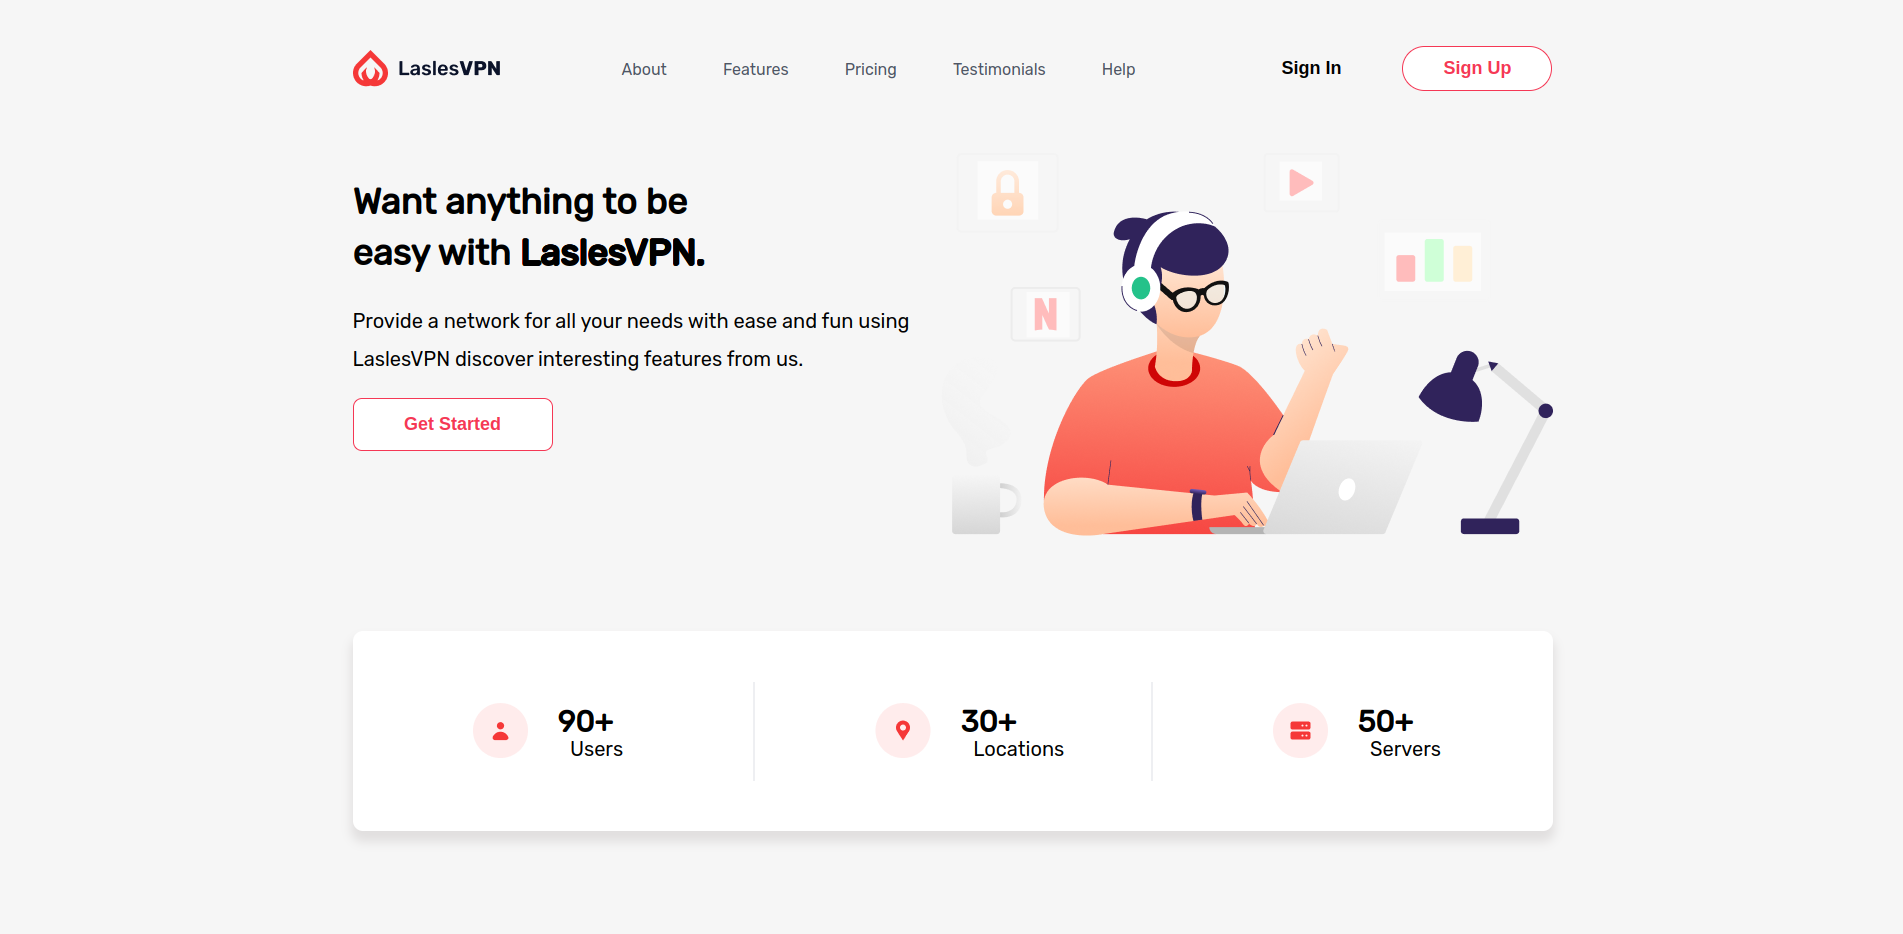 LaslesVPN
About
Features
Pricing
Testimonials
Help
Sign In
Sign Up
Want anything to be
easy with LaslesVPN.
Provide a network for all your needs with ease and fun using
LaslesVPN discover interesting features from us.
Get Started
N
90+
Users
30+
Locations
50+
Servers